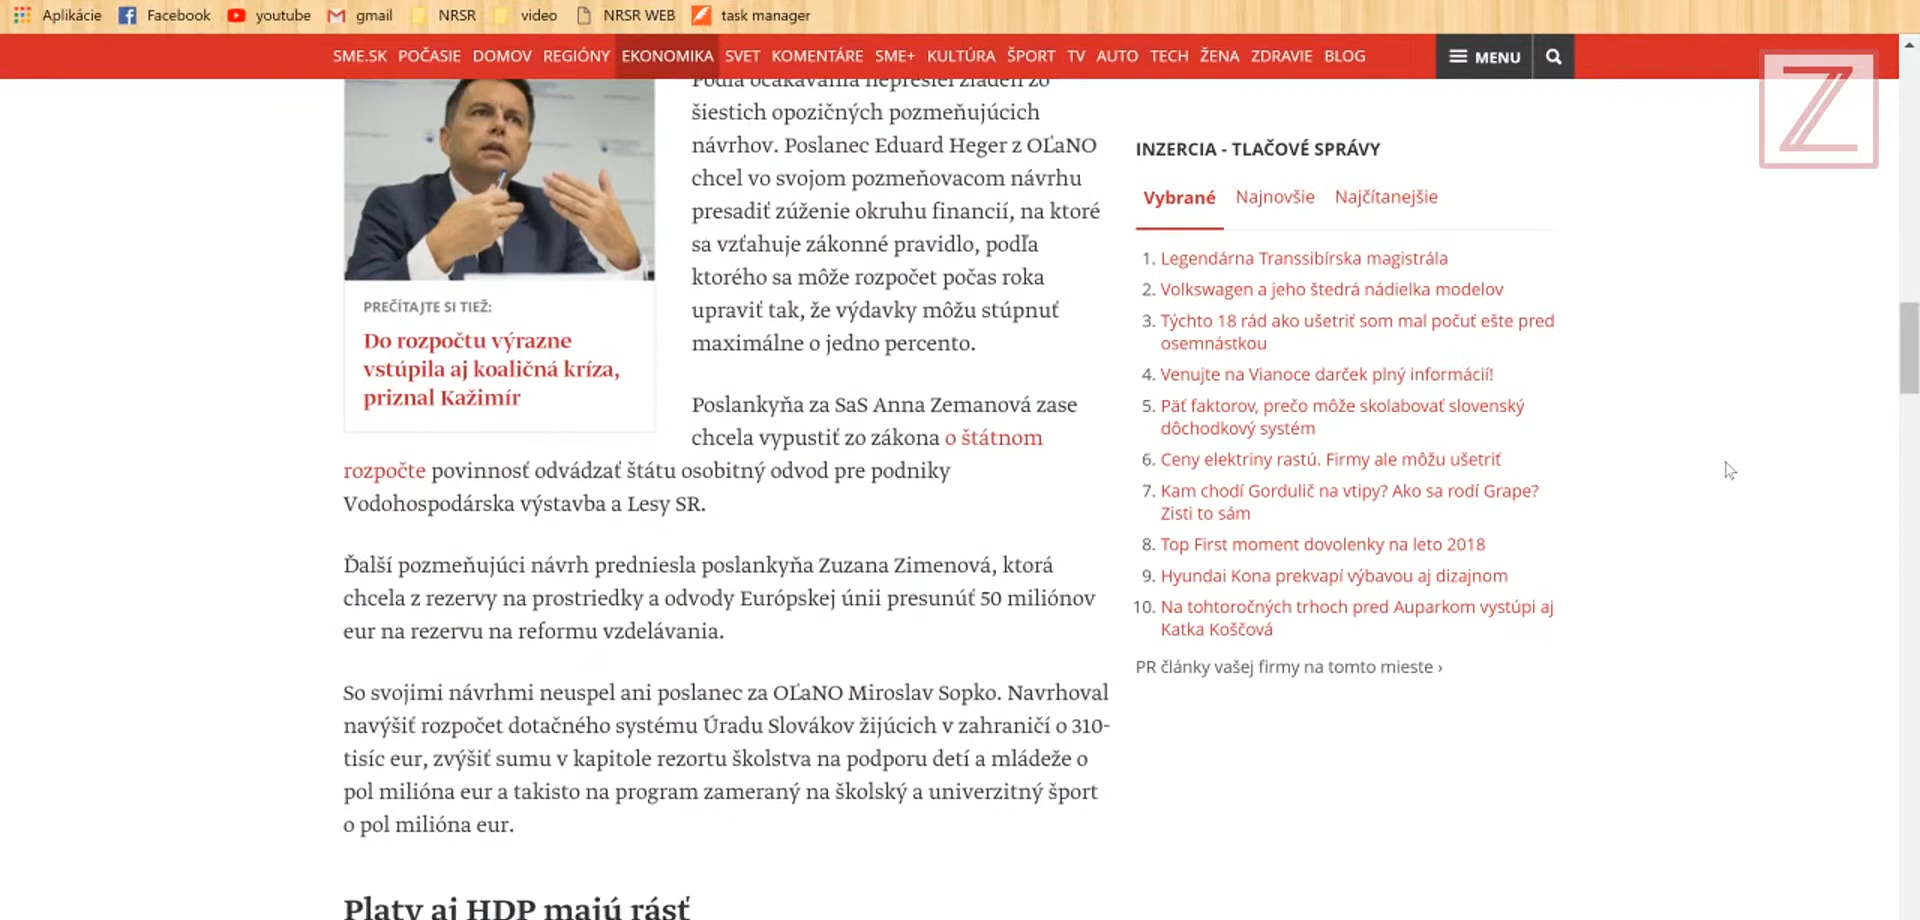 Aplikácie Facebook youtube gmail NRSR video NRSR WEB task manager
SME.SK POČASIE DOMOV REGIÓNY EKONOMIKA SVET KOMENTÁRE SME+ KULTÚRA ŠPORT TV AUTO TECH ŽENA ZDRAVIE BLOG MENU
Z
PREČÍTAJTE SI TIEŽ:
Do rozpočtu výrazne
vstúpila aj koaličná kríza,
priznal Kažimír
Podľa očakávania neprešiel žiaden zo
šiestich opozičných pozmeňujúcich
návrhov. Poslanec Eduard Heger z OĽaNO
chcel vo svojom pozmeňovacom návrhu
presadiť zúženie okruhu financií, na ktoré
sa vzťahuje zákonné pravidlo, podľa
ktorého sa môže rozpočet počas roka
upraviť tak, že výdavky môžu stúpnuť
maximálne o jedno percento.
Poslankyňa za SaS Anna Zemanová zase
chcela vypustiť zo zákona o štátnom
rozpočte povinnosť odvádzať štátu osobitný odvod pre podniky
Vodohospodárska výstavba a Lesy SR.
Ďalší pozmeňujúci návrh predniesla poslankyňa Zuzana Zimenová, ktorá
chcela z rezervy na prostriedky a odvody Európskej únii presunúť 50 miliónov
eur na rezervu na reformu vzdelávania.
So svojimi návrhmi neuspel ani poslanec za OĽaNO Miroslav Sopko. Navrhoval
navýšiť rozpočet dotačného systému Úradu Slovákov žijúcich v zahraničí o 310-
tisíc eur, zvýšiť sumu v kapitole rezortu školstva na podporu detí a mládeže o
pol milióna eur a takisto na program zameraný na školský a univerzitný šport
o pol milióna eur.
Platy aj HDP majú rásť
INZERCIA - TLAČOVÉ SPRÁVY
Vybrané Najnovšie Najčítanejšie
1. Legendárna Transsibírska magistrála
2. Volkswagen a jeho štedrá nádielka modelov
3. Týchto 18 rád ako ušetriť som mal počuť ešte pred
osemnástkou
4. Venujte na Vianoce darček plný informácií!
5. Päť faktorov, prečo môže skolabovať slovenský
dôchodkový systém
6. Ceny elektriny rastú. Firmy ale môžu ušetriť
7. Kam chodí Gordulič na vtipy? Ako sa rodí Grape?
Zisti to sám
8. Top First moment dovolenky na leto 2018
9. Hyundai Kona prekvapí výbavou aj dizajnom
10. Na tohtoročných trhoch pred Auparkom vystúpi aj
Katka Koščová
PR články vašej firmy na tomto mieste ›